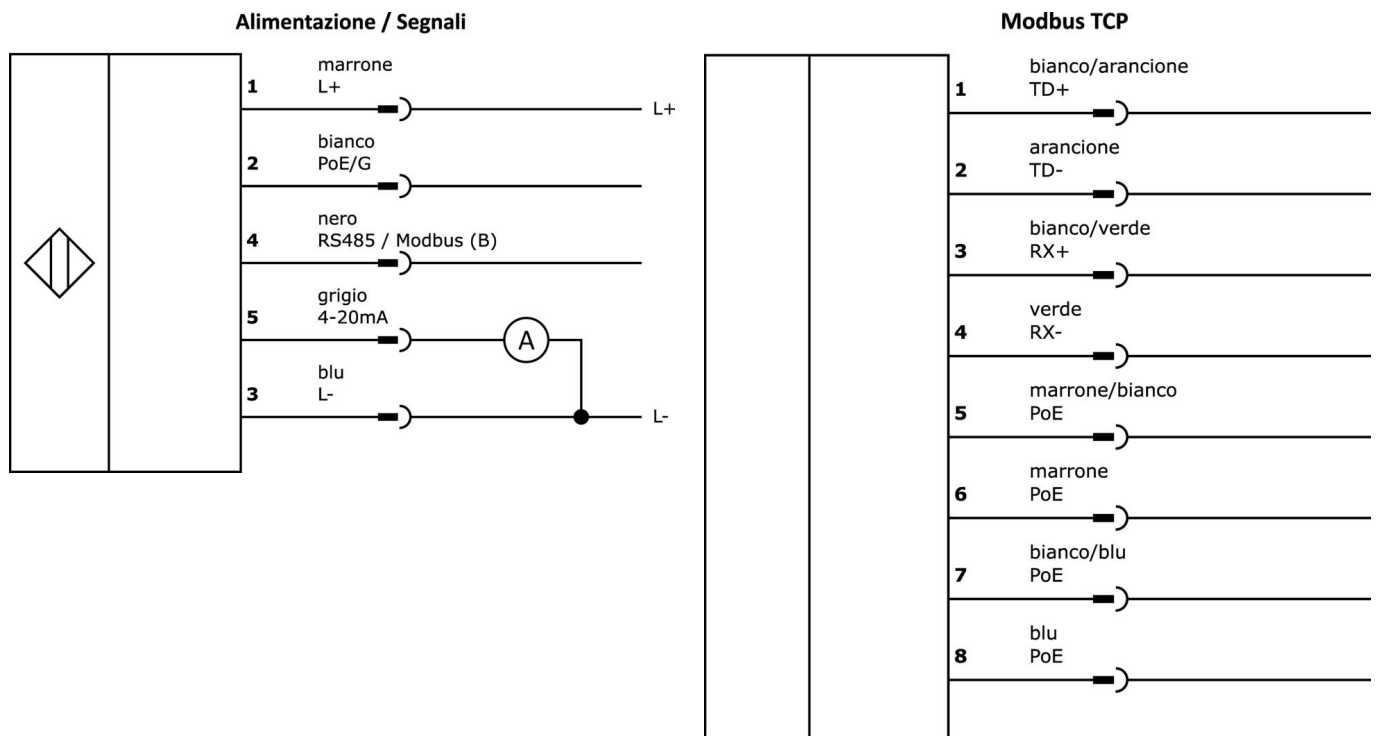 Alimentazione / Segnali
1
marrone
L+
L+
2
bianco
PoE/G
4
nero
RS485 / Modbus (B)
5
grigio
4-20mA
A
3
blu
L-
L-
Modbus TCP
1
bianco/arancione
TD+
2
arancione
TD-
3
bianco/verde
RX+
4
verde
RX-
5
marrone/bianco
PoE
6
marrone
PoE
7
bianco/blu
PoE
8
blu
PoE